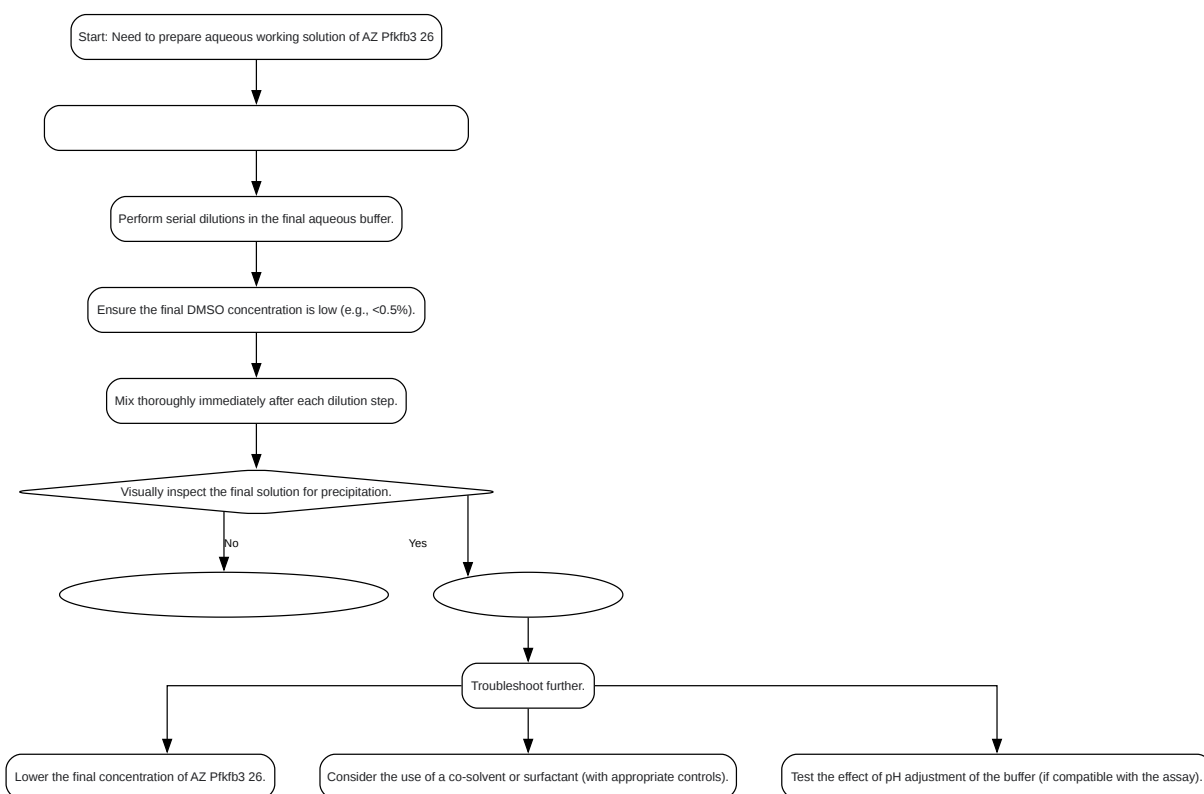 Start: Need to prepare aqueous working solution of AZ Pfkfb3 26
Perform serial dilutions in the final aqueous buffer.
Ensure the final DMSO concentration is low (e.g., <0.5%).
Mix thoroughly immediately after each dilution step.
Visually inspect the final solution for precipitation.
No
Yes
Troubleshoot further.
Lower the final concentration of AZ Pfkfb3 26.
Consider the use of a co-solvent or surfactant (with appropriate controls).
Test the effect of pH adjustment of the buffer (if compatible with the assay).